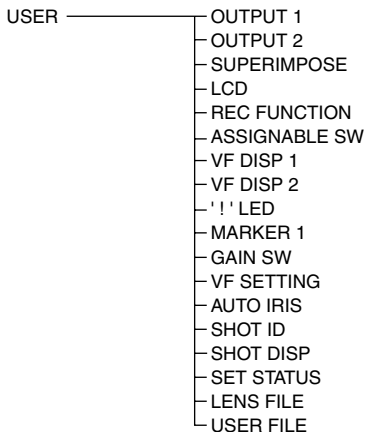 USER
OUTPUT 1
OUTPUT 2
SUPERIMPOSE
LCD
REC FUNCTION
ASSIGNABLE SW
VF DISP 1
VF DISP 2
'!' LED
MARKER 1
GAIN SW
VF SETTING
AUTO IRIS
SHOT ID
SHOT DISP
SET STATUS
LENS FILE
USER FILE